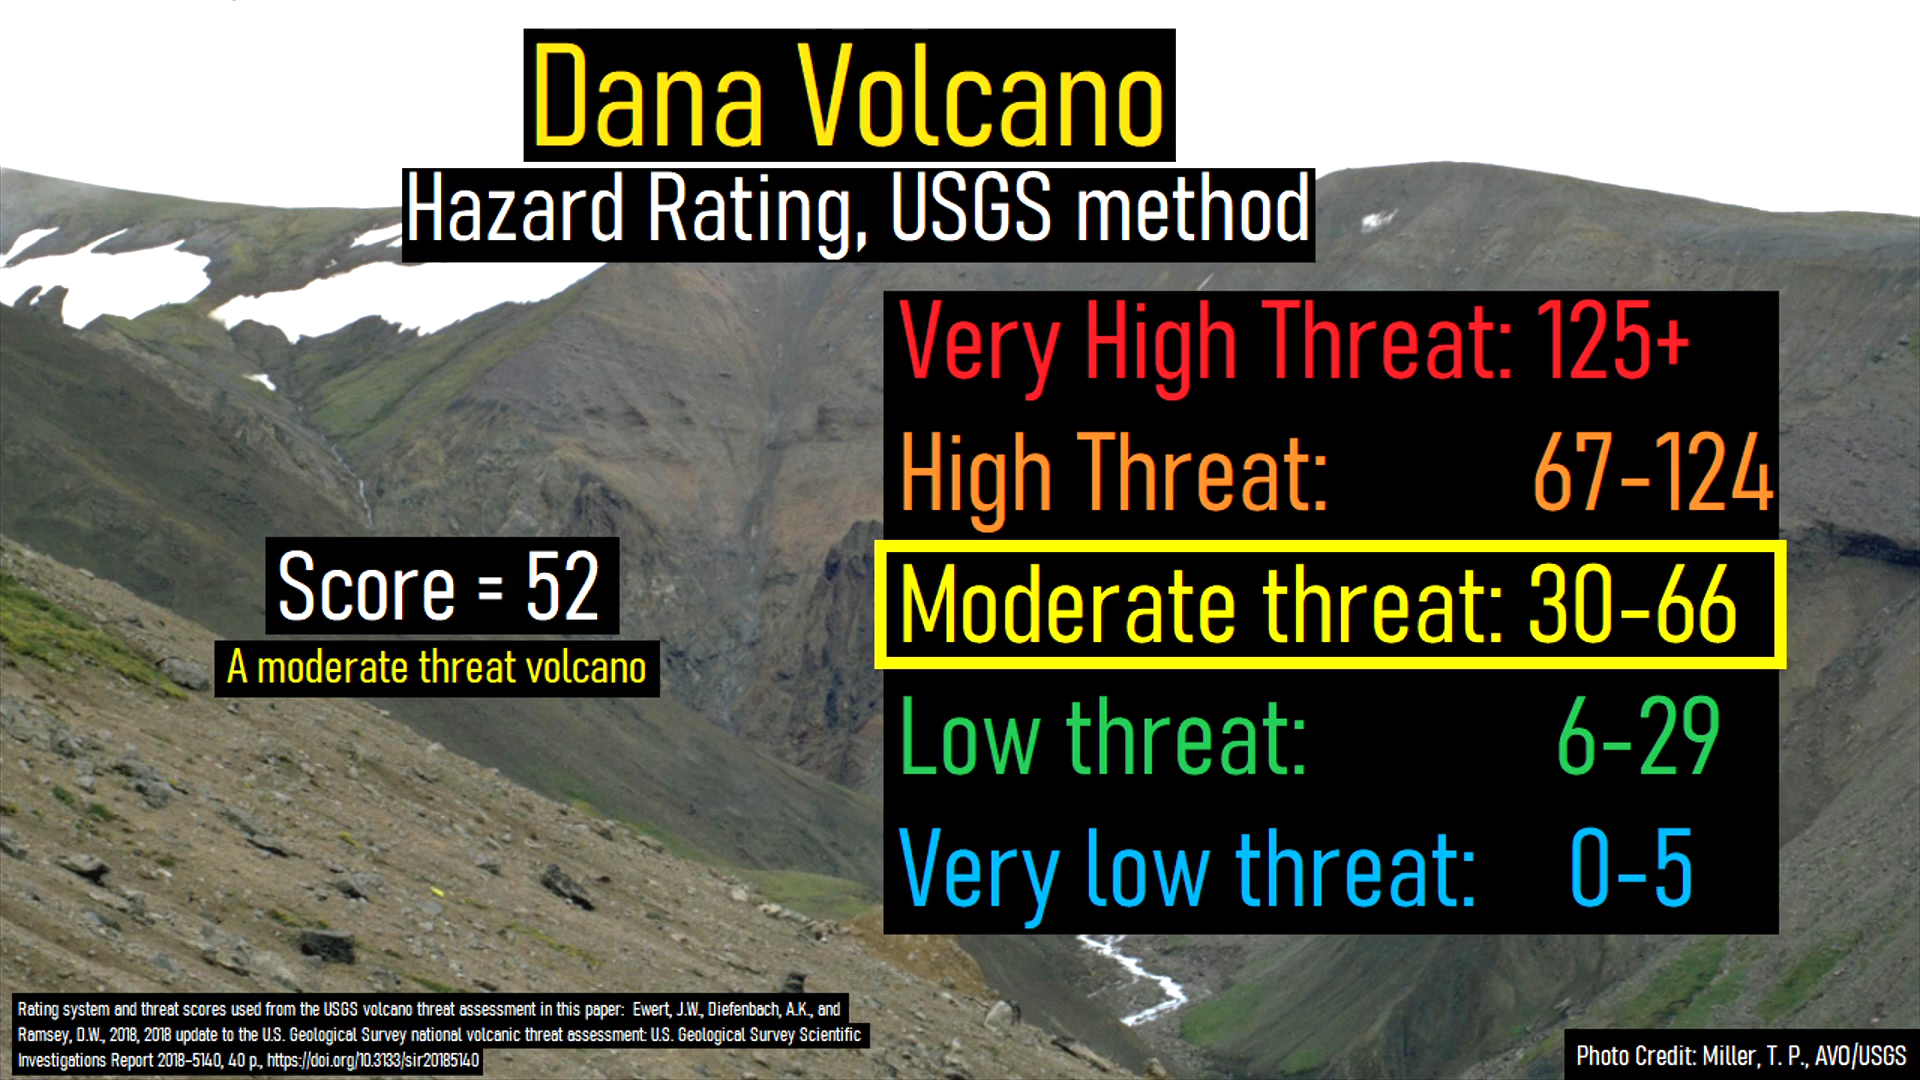 Dana Volcano
Hazard Rating, USGS method
Very High Threat: 125+
High Threat: 67-124
Score = 52
A moderate threat volcano
Moderate threat: 30-66
Low threat: 6-29
Very low threat: 0-5
Rating system and threat scores used from the USGS volcano threat assessment in this paper: Ewert, J.W., Diefenbach, A.K., and
Ramsey, D.W., 2018, 2018 update to the U.S. Geological Survey national volcanic threat assessment: U.S. Geological Survey Scientific
Investigations Report 2018-5140, 40 p., https://doi.org/10.3133/sir20185140
Photo Credit: Miller, T. P., AVO/USGS